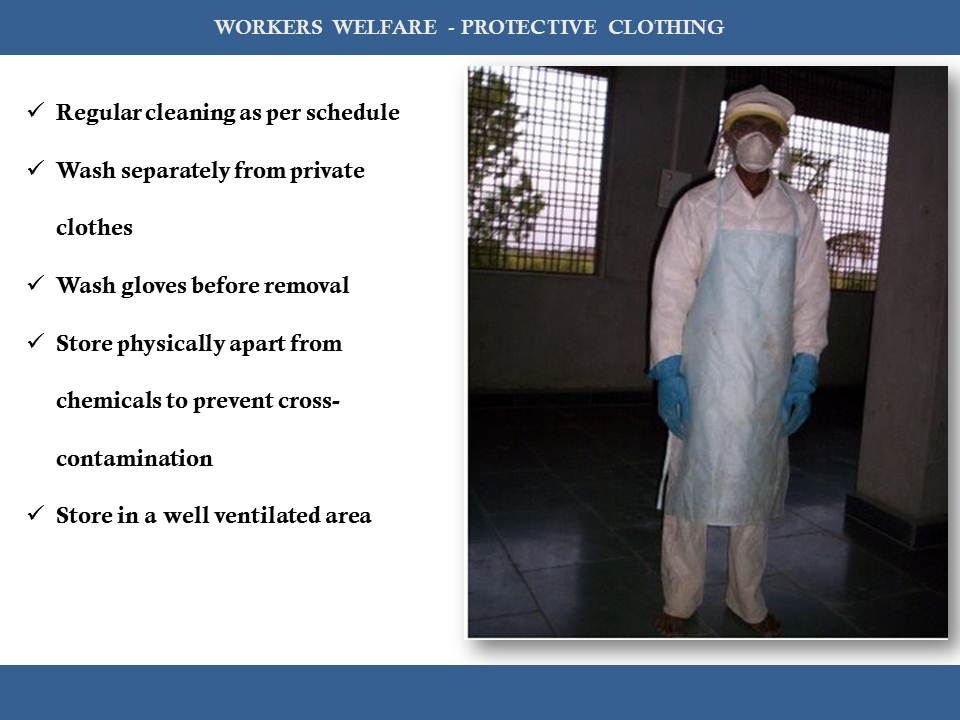 WORKERS WELFARE - PROTECTIVE CLOTHING
✓ Regular cleaning as per schedule
✓ Wash separately from private
clothes
✓ Wash gloves before removal
✓ Store physically apart from
chemicals to prevent cross-
contamination
✓ Store in a well ventilated area